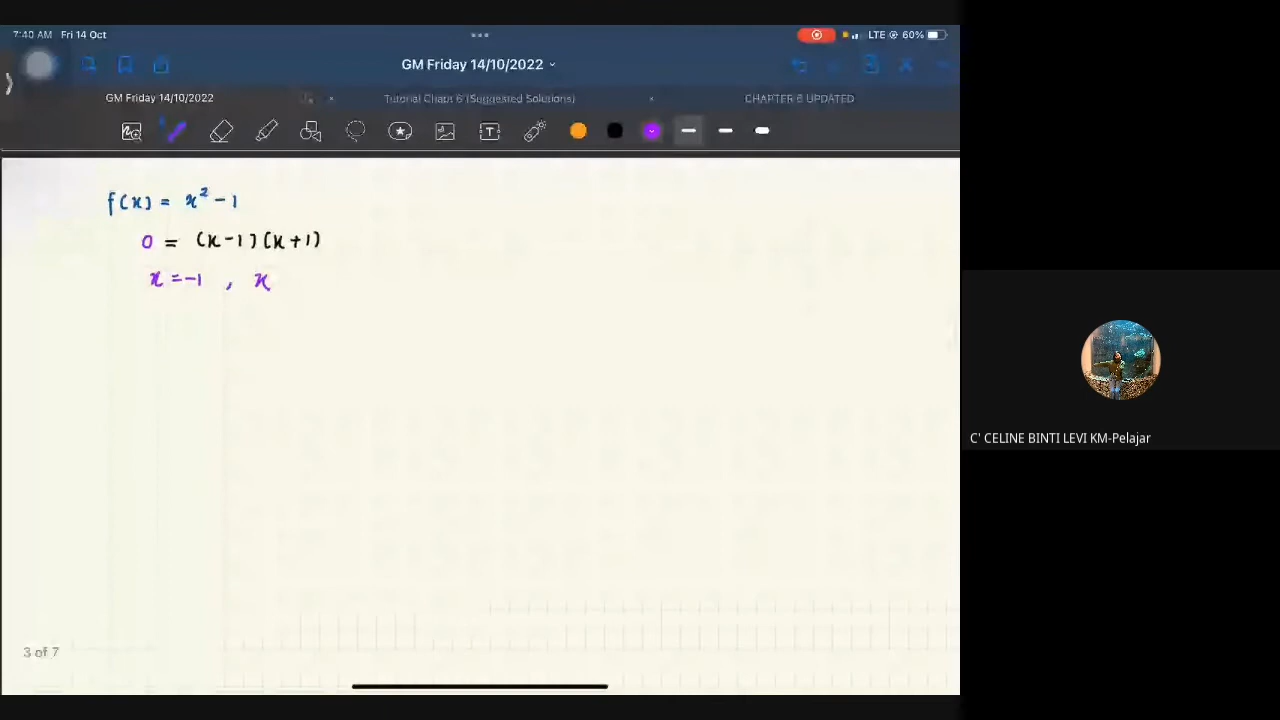 7:40 AM Fri 14 Oct
LTE 60%
GM Friday 14/10/2022
GM Friday 14/10/2022
Tutorial Chapt 6 (Suggested Solutions)
CHAPTER 6 UPDATED
f(x) = x² - 1
0 = (x-1)(x+1)
x = -1 , x
3 of 7
C' CELINE BINTI LEVI KM-Pelajar